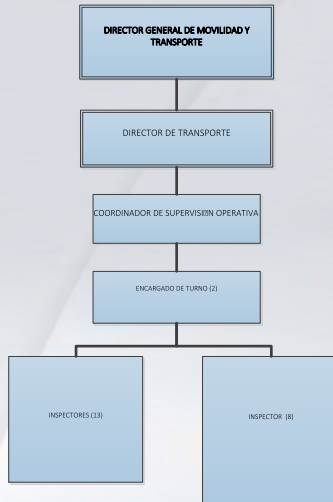 DIRECTOR GENERAL DE MOVILIDAD Y
TRANSPORTE
DIRECTOR DE TRANSPORTE
COORDINADOR DE SUPERVISI⍰N OPERATIVA
ENCARGADO DE TURNO (2)
INSPECTORES (13)
INSPECTOR (8)